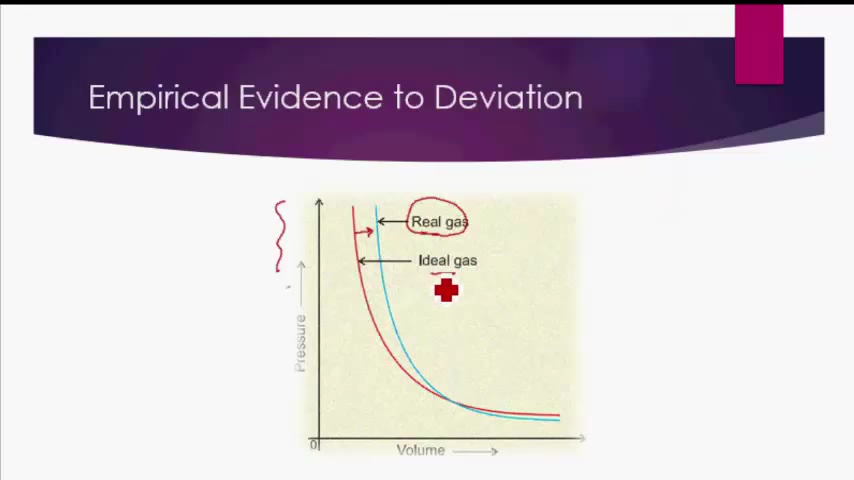 Empirical Evidence to Deviation
Real gas
Ideal gas
Pressure
0
Volume